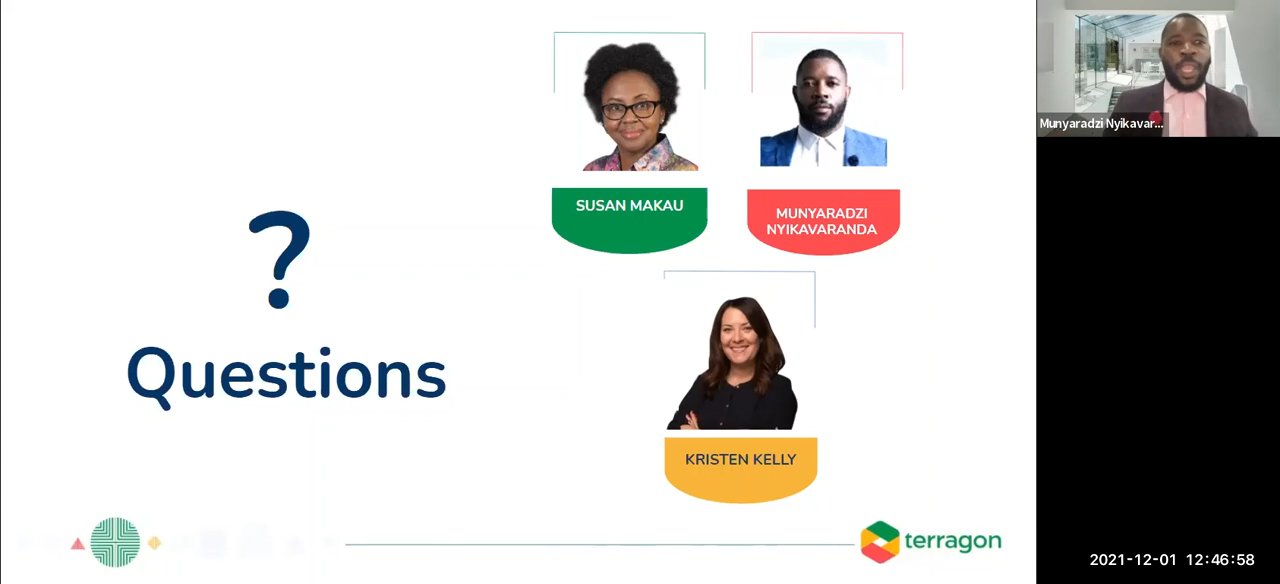 ?
Questions
SUSAN MAKAU
MUNYARADZI
NYIKAVARANDA
KRISTEN KELLY
terragon
Munyaradzi Nyikavar...
2021-12-01 12:46:58